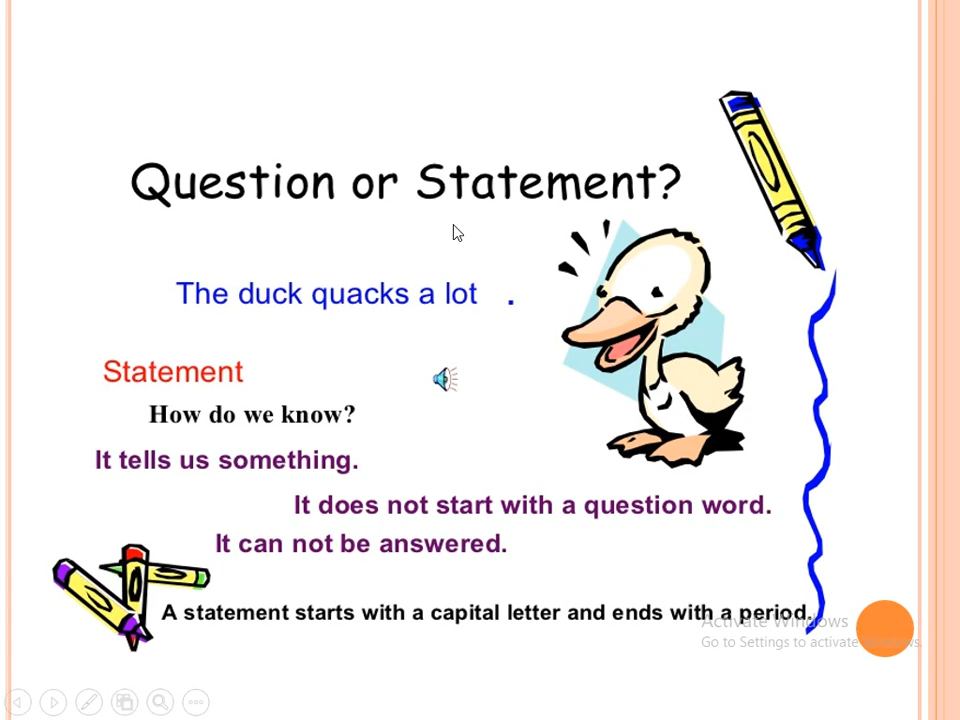 Question or Statement?
The duck quacks a lot .
Statement
How do we know?
It tells us something.
It does not start with a question word.
It can not be answered.
A statement starts with a capital letter and ends with a period.
Activate Windows
Go to Settings to activate Windows.